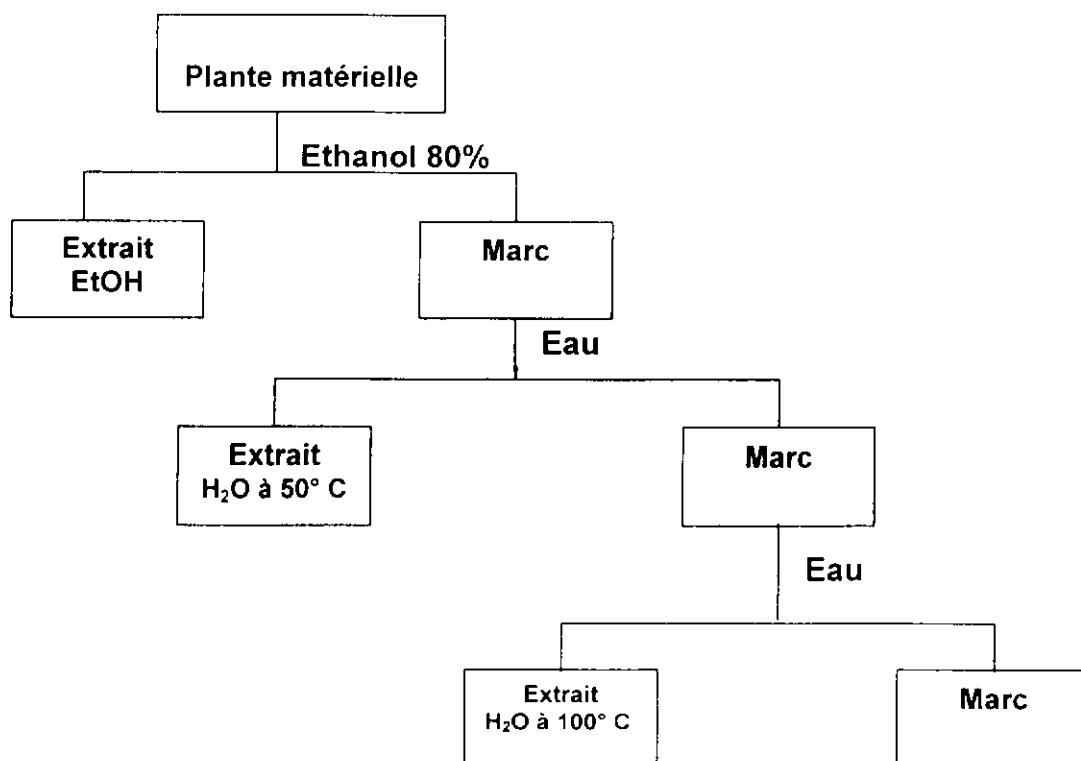 Plante matérielle
Ethanol 80%
Extrait
EtOH
Marc
Eau
Extrait
H₂O à 50° C
Marc
Eau
Extrait
H₂O à 100° C
Marc